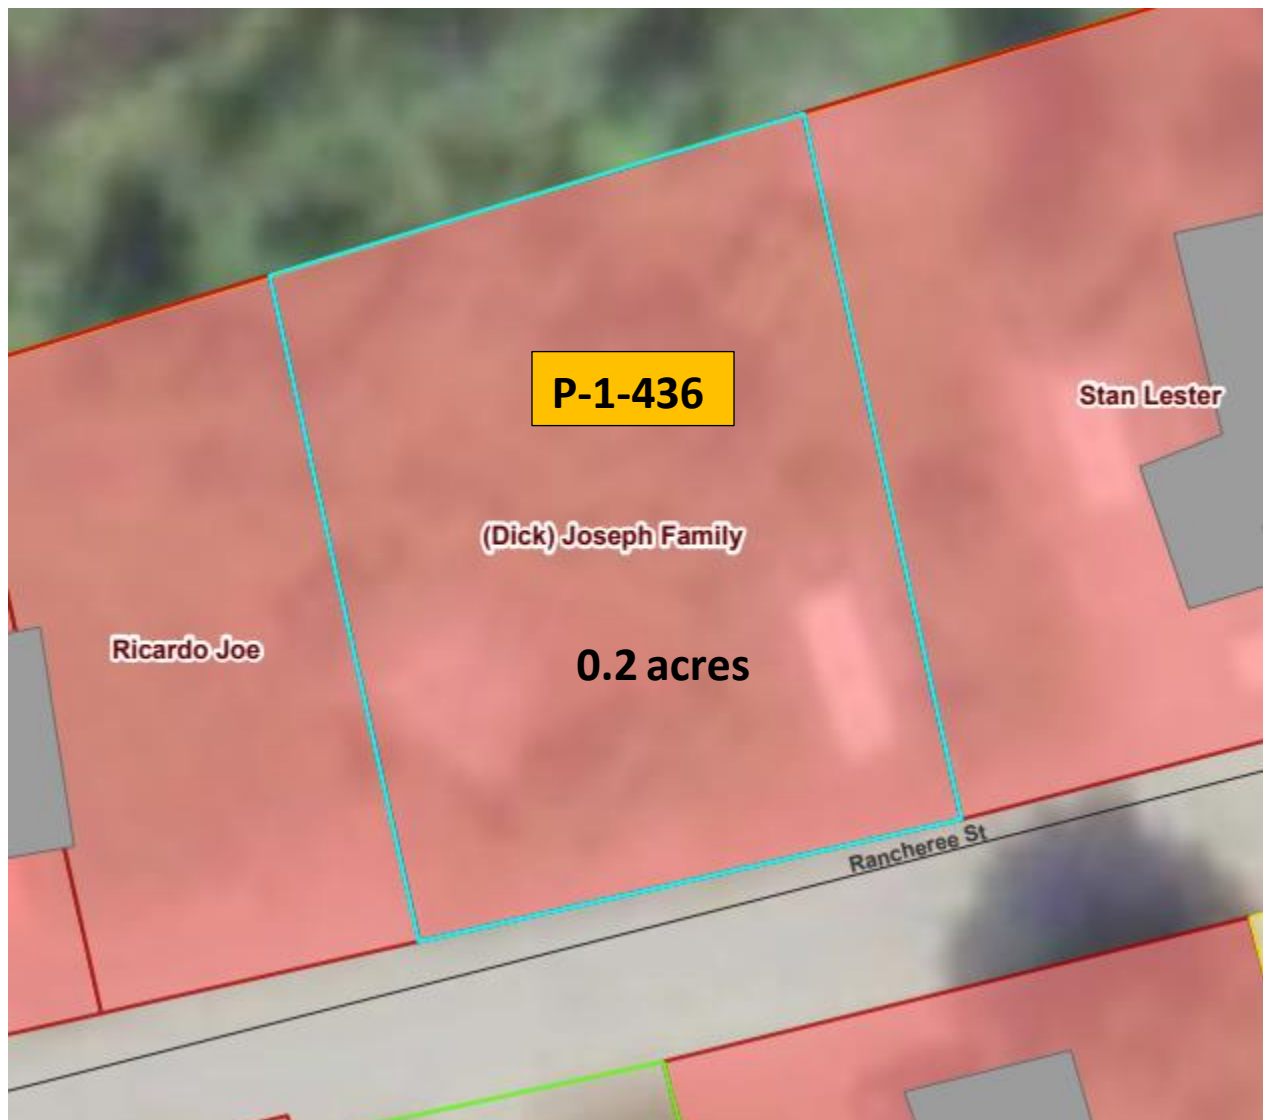 P-1-436
Stan Lester
(Dick) Joseph Family
Ricardo Joe
0.2 acres
Rancheree St